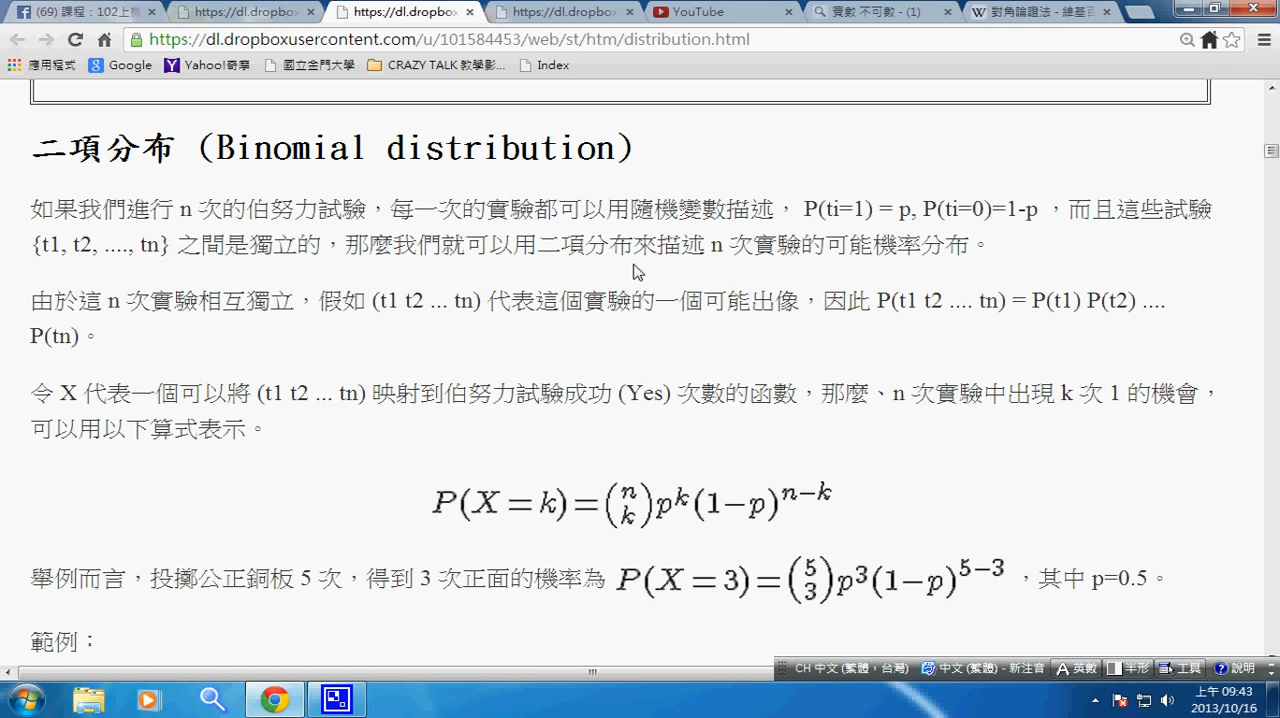 (69) 課程：102上
https://dl.dropbox
https://dl.dropbox
https://dl.dropbox
YouTube
實數 不可數 - (1)
對角論證法 - 維基百
https://dl.dropboxusercontent.com/u/101584453/web/st/htm/distribution.html
應用程式 Google Yahoo!奇摩 國立金門大學 CRAZY TALK 教學影... Index
二項分布 (Binomial distribution)
如果我們進行 n 次的伯努力試驗，每一次的實驗都可以用隨機變數描述， P(ti=1) = p, P(ti=0)=1-p ，而且這些試驗
{t1, t2, ...., tn} 之間是獨立的，那麼我們就可以用二項分布來描述 n 次實驗的可能機率分布。
由於這 n 次實驗相互獨立，假如 (t1 t2 ... tn) 代表這個實驗的一個可能出像，因此 P(t1 t2 .... tn) = P(t1) P(t2) ....
P(tn)。
令 X 代表一個可以將 (t1 t2 ... tn) 映射到伯努力試驗成功 (Yes) 次數的函數，那麼、n 次實驗中出現 k 次 1 的機會，
可以用以下算式表示。
P(X = k) = (n k) p^k (1−p)^{n−k}
舉例而言，投擲公正銅板 5 次，得到 3 次正面的機率為 P(X = 3) = (5 3) p^3 (1−p)^{5−3} ，其中 p=0.5。
範例：
CH 中文 (繁體，台灣) 中文 (繁體) - 新注音 英數 半形 工具 說明
上午 09:43
2013/10/16